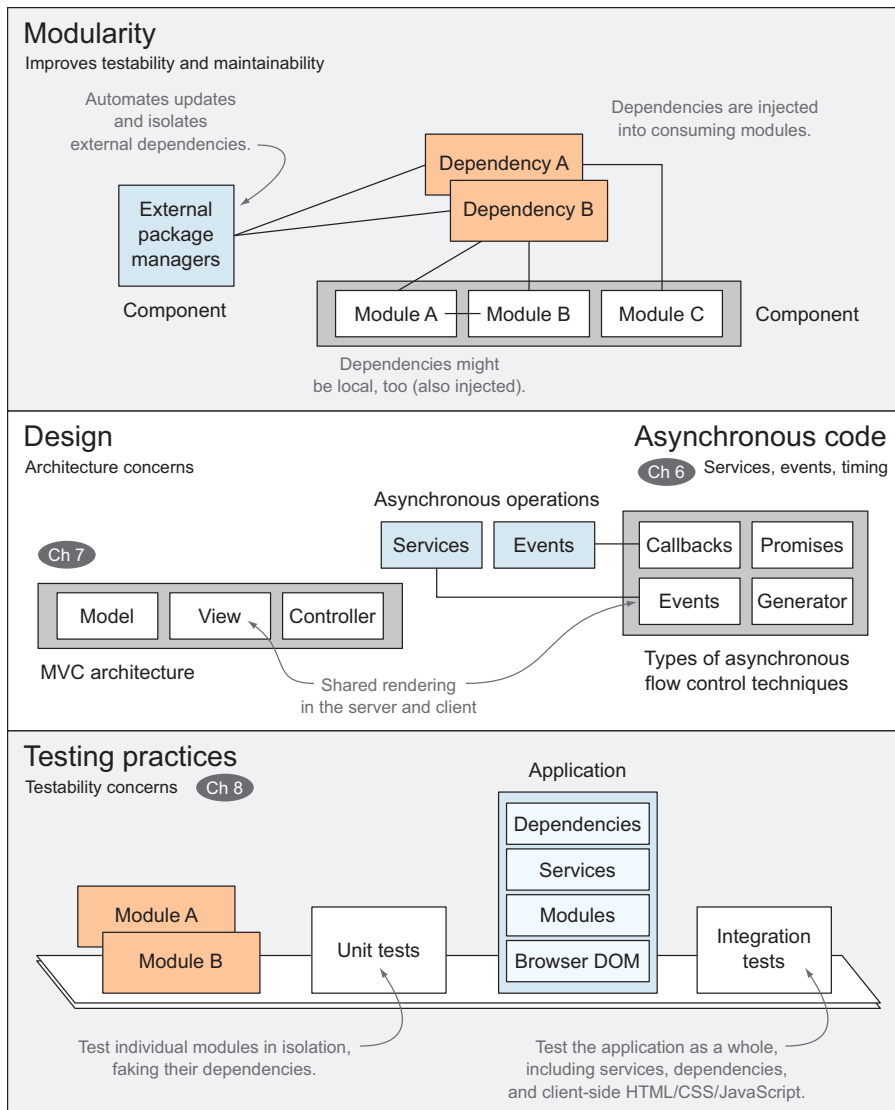 Modularity
Improves testability and maintainability
Automates updates
and isolates
external dependencies.
Dependencies are injected
into consuming modules.
Dependency A
Dependency B
External
package
managers
Component
Module A
Module B
Module C
Component
Dependencies might
be local, too (also injected).
Design
Architecture concerns
Asynchronous code
Ch 6
Services, events, timing
Asynchronous operations
Services
Events
Callbacks
Promises
Events
Generator
Types of asynchronous
flow control techniques
Ch 7
Model
View
Controller
MVC architecture
Shared rendering
in the server and client
Testing practices
Testability concerns
Ch 8
Application
Dependencies
Services
Modules
Browser DOM
Module A
Module B
Unit tests
Integration
tests
Test individual modules in isolation,
faking their dependencies.
Test the application as a whole,
including services, dependencies,
and client-side HTML/CSS/JavaScript.